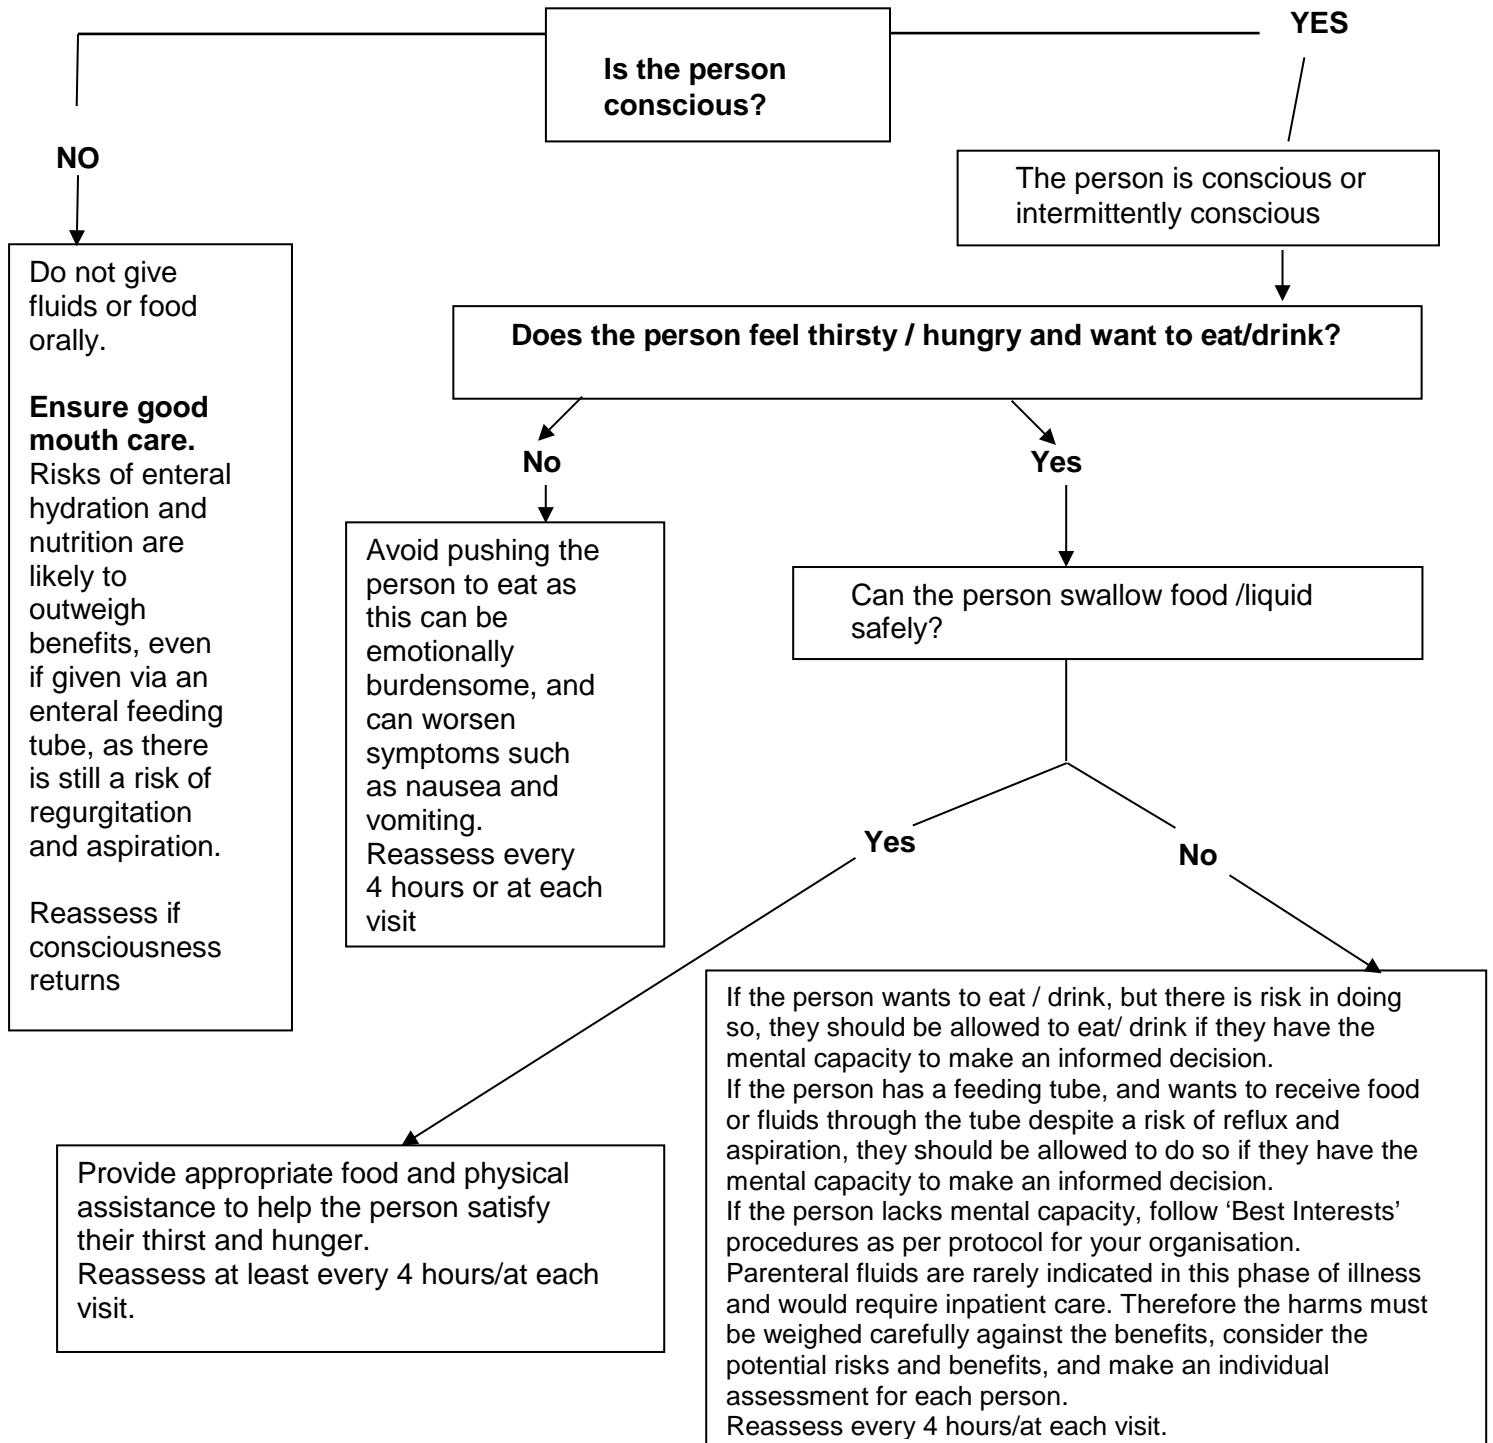 Is the person
conscious?
YES
NO
The person is conscious or
intermittently conscious
Do not give
fluids or food
orally.
Ensure good
mouth care.
Risks of enteral
hydration and
nutrition are
likely to
outweigh
benefits, even
if given via an
enteral feeding
tube, as there
is still a risk of
regurgitation
and aspiration.
Reassess if
consciousness
returns
Does the person feel thirsty / hungry and want to eat/drink?
No
Yes
Avoid pushing the
person to eat as
this can be
emotionally
burdensome, and
can worsen
symptoms such
as nausea and
vomiting.
Reassess every
4 hours or at each
visit
Can the person swallow food /liquid
safely?
Yes
No
Provide appropriate food and physical
assistance to help the person satisfy
their thirst and hunger.
Reassess at least every 4 hours/at each
visit.
If the person wants to eat / drink, but there is risk in doing
so, they should be allowed to eat/ drink if they have the
mental capacity to make an informed decision.
If the person has a feeding tube, and wants to receive food
or fluids through the tube despite a risk of reflux and
aspiration, they should be allowed to do so if they have the
mental capacity to make an informed decision.
If the person lacks mental capacity, follow ‘Best Interests’
procedures as per protocol for your organisation.
Parenteral fluids are rarely indicated in this phase of illness
and would require inpatient care. Therefore the harms must
be weighed carefully against the benefits, consider the
potential risks and benefits, and make an individual
assessment for each person.
Reassess every 4 hours/at each visit.